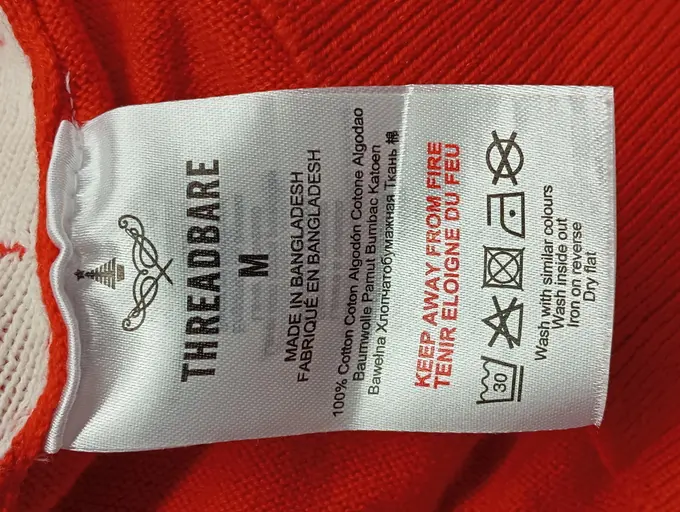 THREADBARE
M
MADE IN BANGLADESH
FABRIQUÉ EN BANGLADESH
100% Cotton Coton Algodón Cotone Algodao
Baumwolle Pamut Bumbac Katoen
Bawełna Хлопчатобумажная Ткань 棉
KEEP AWAY FROM FIRE
TENIR ELOIGNE DU FEU
30
Wash with similar colours
Wash inside out
Iron on reverse
Dry flat